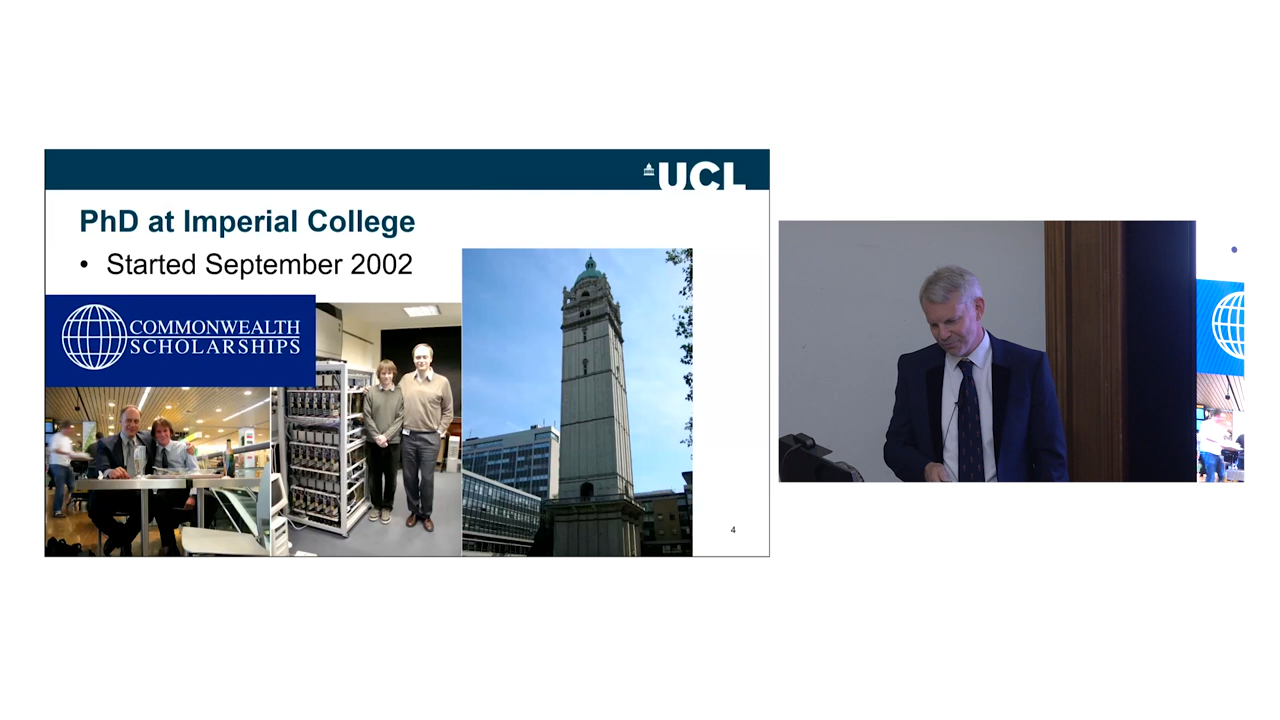 UCL
PhD at Imperial College
• Started September 2002
COMMONWEALTH
SCHOLARSHIPS
4